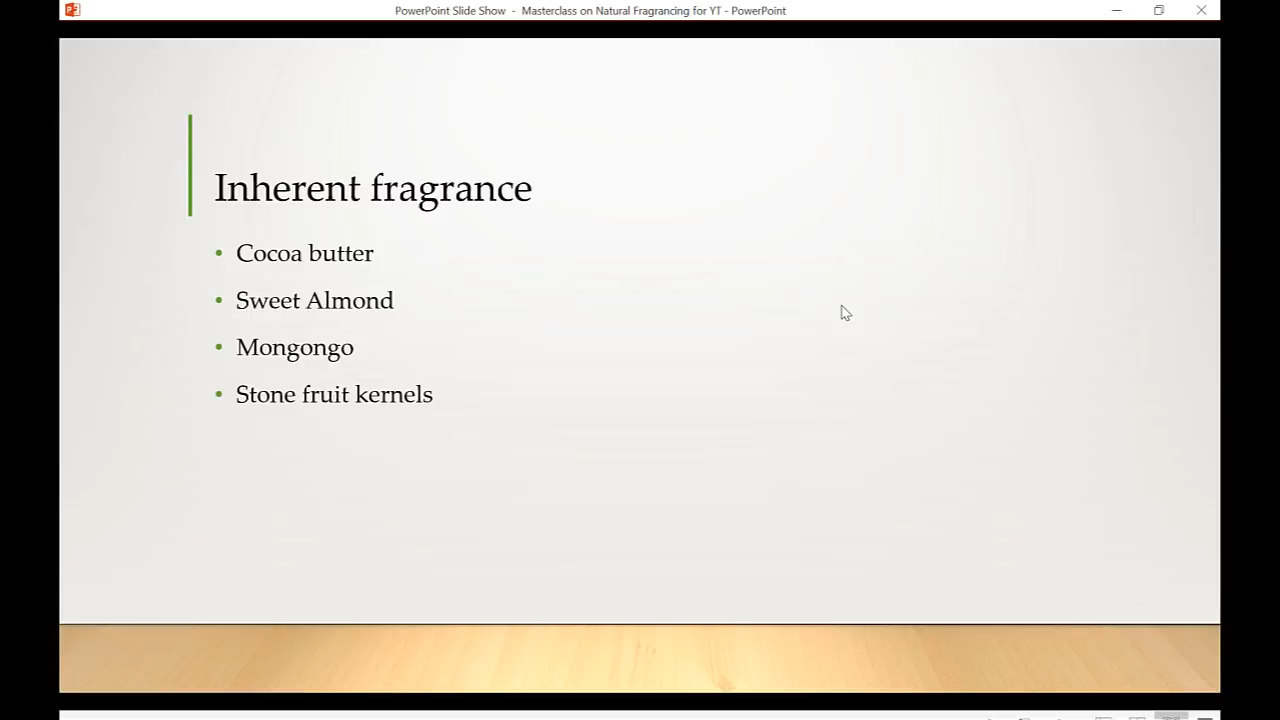 PowerPoint Slide Show - Masterclass on Natural Fragrancing for YT - PowerPoint
Inherent fragrance
• Cocoa butter
• Sweet Almond
• Mongongo
• Stone fruit kernels